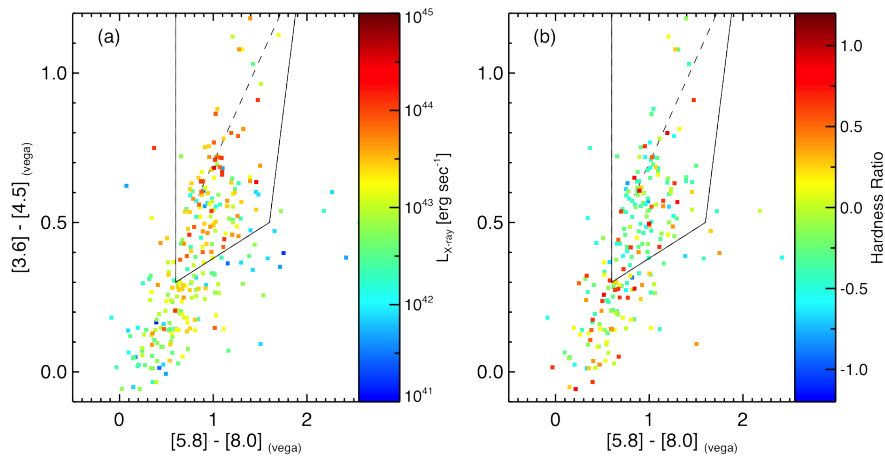 (a)
1.0
0.5
0.0
[3.6] - [4.5] (vega)
0
1
2
[5.8] - [8.0] (vega)
10^45
10^44
10^43
10^42
10^41
L_X-ray [erg sec^-1]
(b)
0
1
2
[5.8] - [8.0] (vega)
1.0
0.5
0.0
-0.5
-1.0
Hardness Ratio